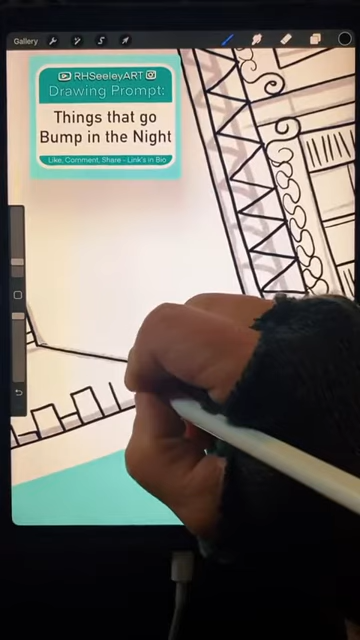 Gallery
RHSeeleyART
Drawing Prompt:
Things that go
Bump in the Night
Like, Comment, Share - Link's in Bio